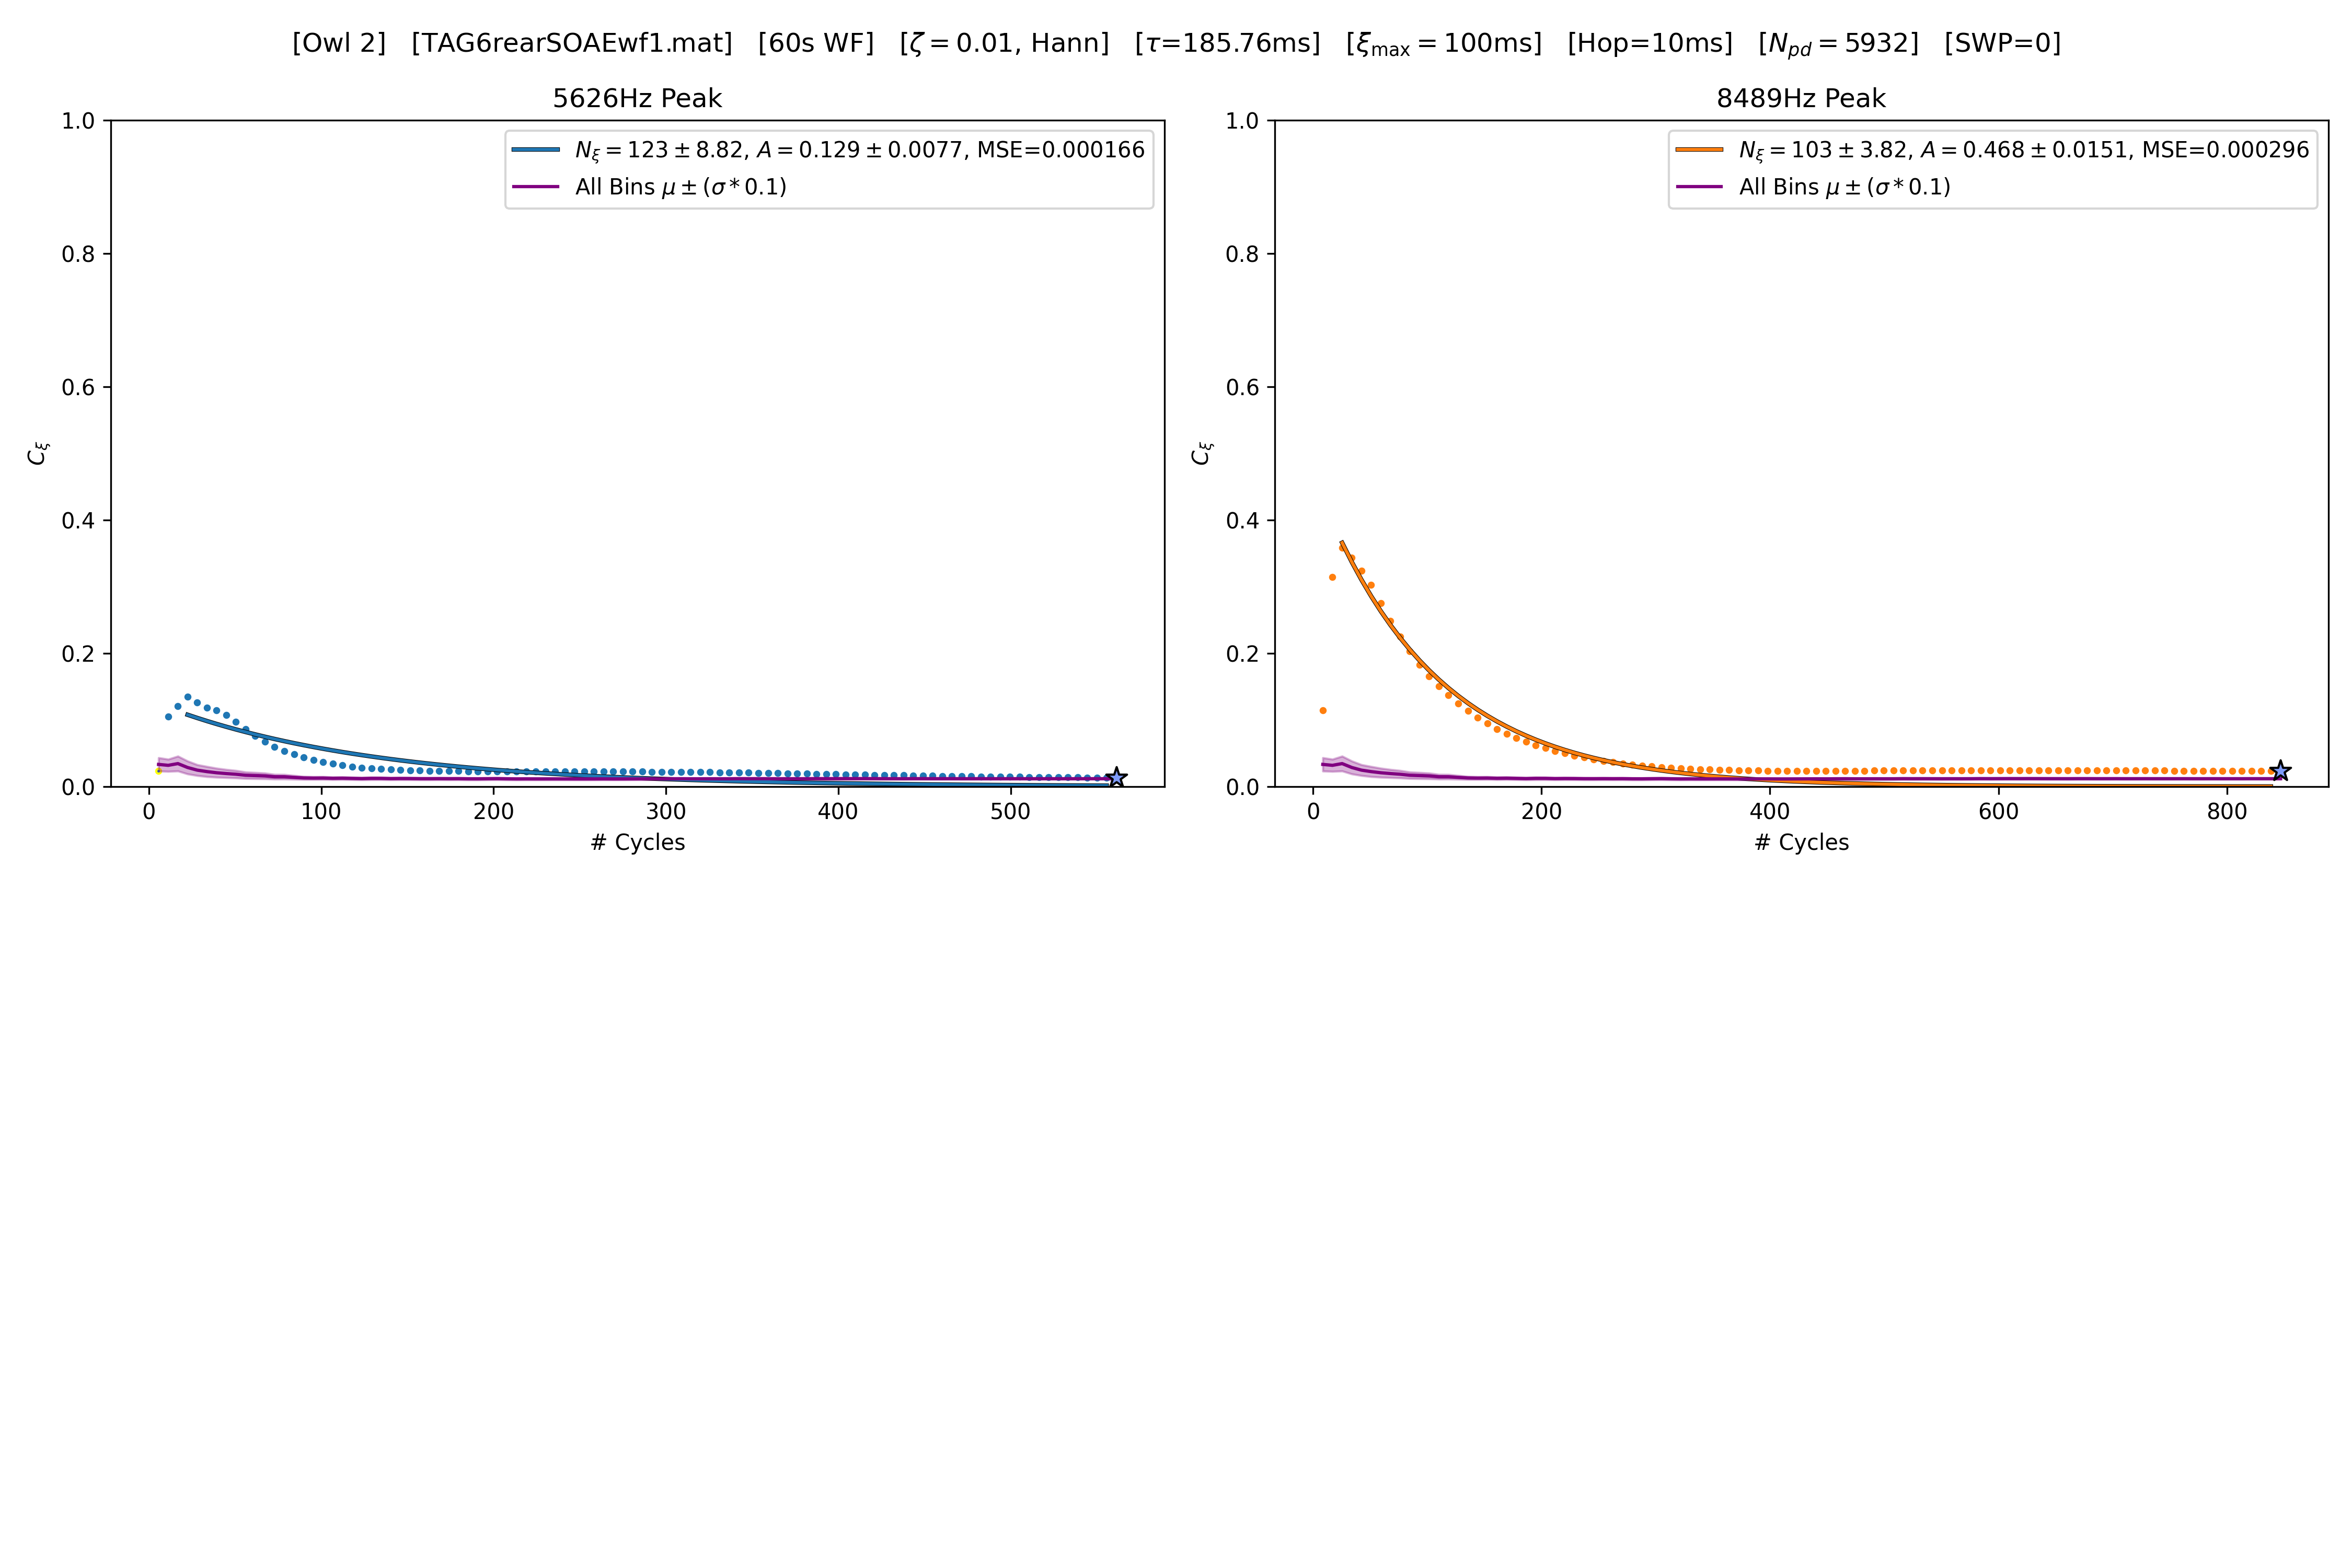 [Owl 2] [TAG6rearSOAEwf1.mat] [60s WF] [ζ = 0.01, Hann] [τ=185.76ms] [ξmax = 100ms] [Hop=10ms] [Npd = 5932] [SWP=0]
5626Hz Peak
Nξ = 123 ± 8.82, A = 0.129 ± 0.0077, MSE=0.000166
All Bins μ ± (σ * 0.1)
1.0
0.8
0.6
0.4
0.2
0.0
Cξ
0 100 200 300 400 500
# Cycles
8489Hz Peak
Nξ = 103 ± 3.82, A = 0.468 ± 0.0151, MSE=0.000296
All Bins μ ± (σ * 0.1)
1.0
0.8
0.6
0.4
0.2
0.0
Cξ
0 200 400 600 800
# Cycles